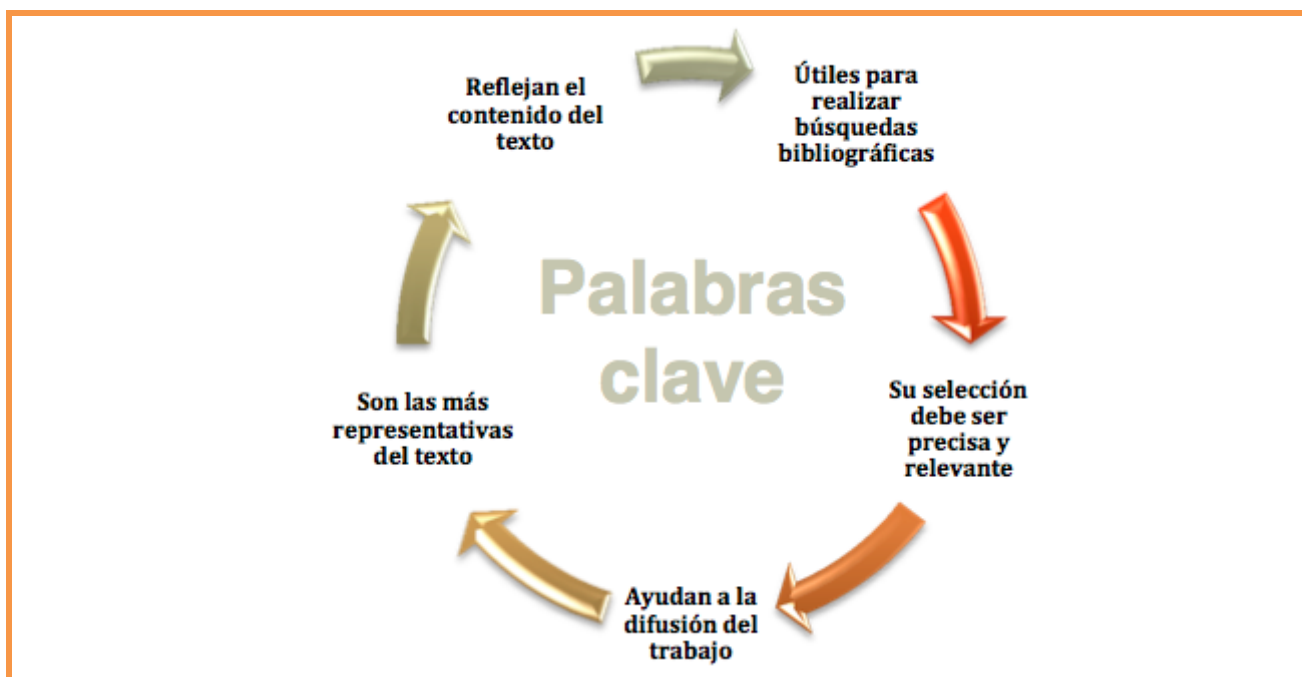 Reflejan el
contenido del
texto
Útiles para
realizar
búsquedas
bibliográficas
Palabras
clave
Su selección
debe ser
precisa y
relevante
Ayudan a la
difusión del
trabajo
Son las más
representativas
del texto